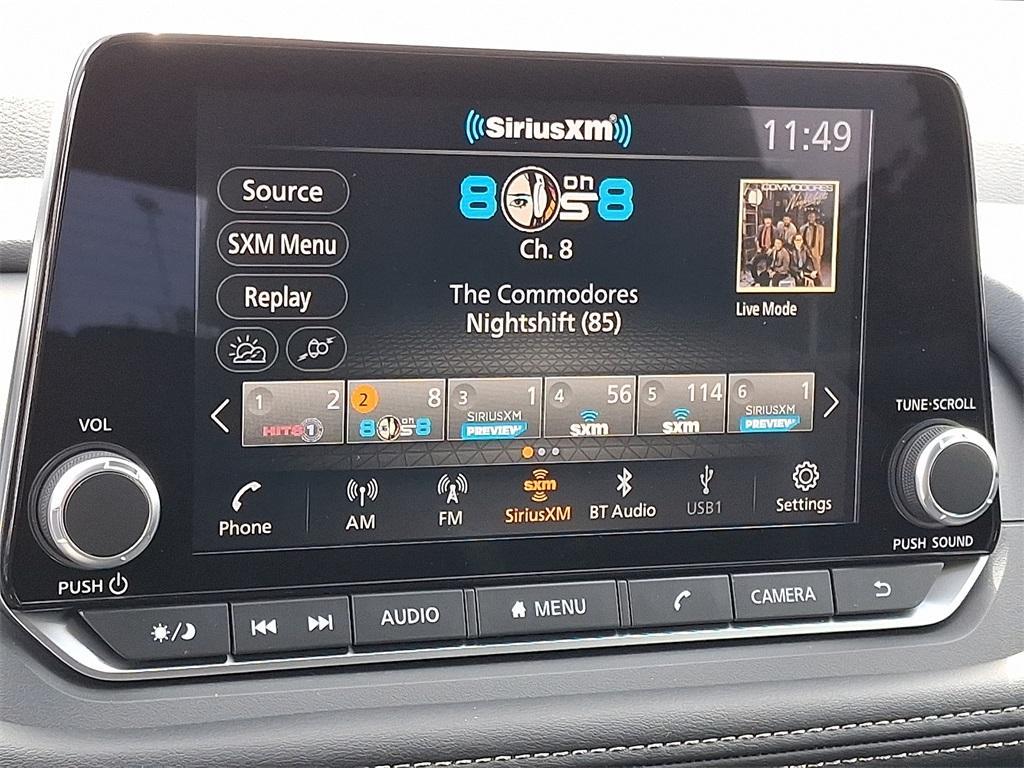 SiriusXM
11:49
Source
80s on 8
SXM Menu
Ch. 8
COMMODORES
Nightshift
Replay
The Commodores
Nightshift (85)
Live Mode
1 2
HITS 1
2 8
80s on 8
3 1
SIRIUSXM
PREVIEW
4 56
sxm
5 114
sxm
6 1
SIRIUSXM
PREVIEW
VOL
TUNE·SCROLL
Phone
AM
FM
sxm
SiriusXM
BT Audio
USB1
Settings
PUSH
PUSH SOUND
AUDIO
MENU
CAMERA